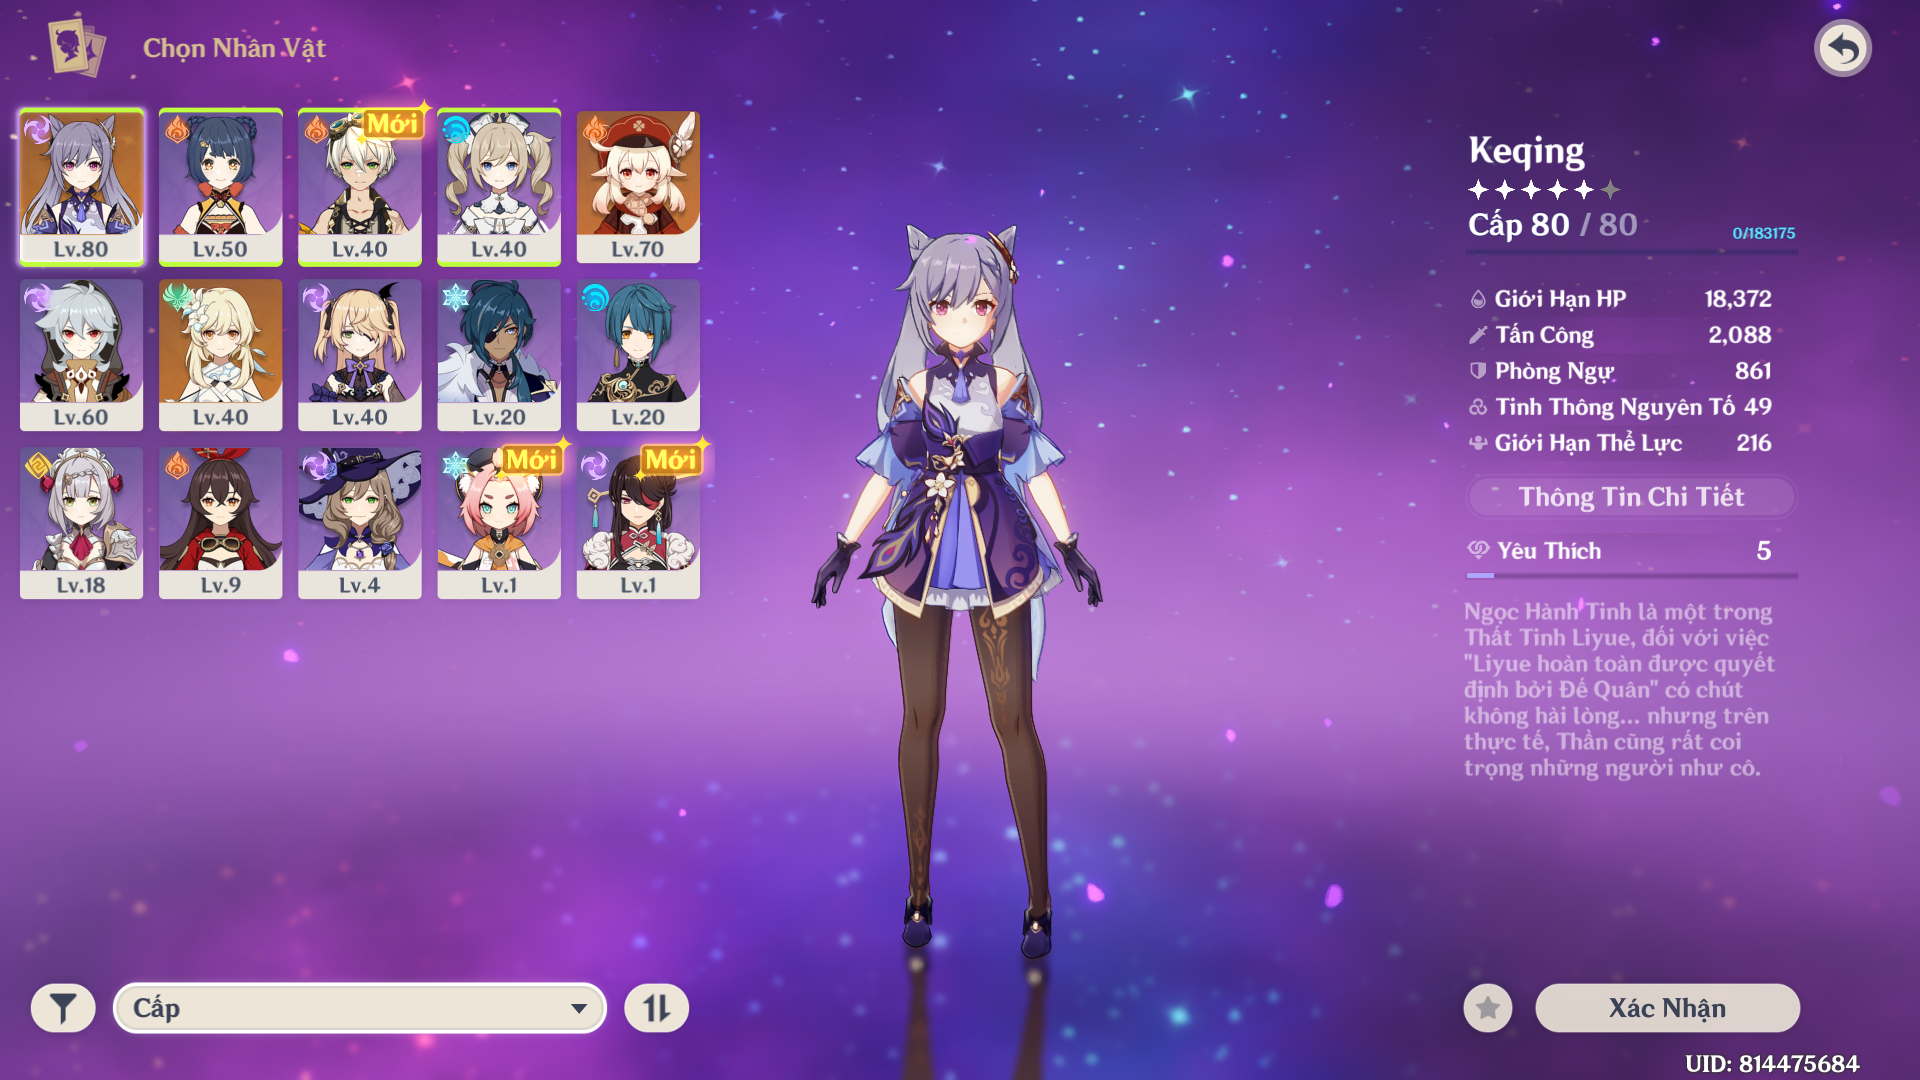 Chọn Nhân Vật
Mới
Lv.80
Lv.50
Lv.40
Lv.40
Lv.70
Lv.60
Lv.40
Lv.40
Lv.20
Lv.20
Mới
Mới
Lv.18
Lv.9
Lv.4
Lv.1
Lv.1
Cấp
Keqing
Cấp 80 / 80
0/183175
Giới Hạn HP 18,372
Tấn Công 2,088
Phòng Ngự 861
Tinh Thông Nguyên Tố 49
Giới Hạn Thể Lực 216
Thông Tin Chi Tiết
Yêu Thích 5
Ngọc Hành Tinh là một trong
Thất Tinh Liyue, đối với việc
"Liyue hoàn toàn được quyết
định bởi Đế Quân" có chút
không hài lòng... nhưng trên
thực tế, Thần cũng rất coi
trọng những người như cô.
Xác Nhận
UID: 814475684